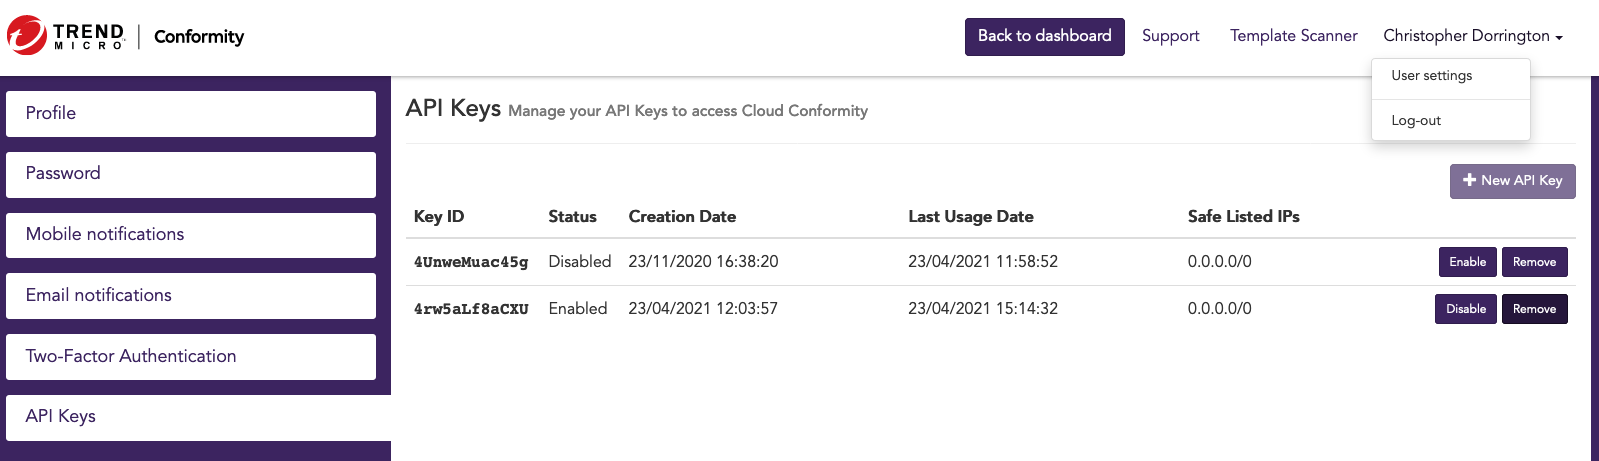 TREND MICRO™ | Conformity
Back to dashboard Support Template Scanner Christopher Dorrington
User settings
Log-out
Profile
Password
Mobile notifications
Email notifications
Two-Factor Authentication
API Keys
API Keys Manage your API Keys to access Cloud Conformity
New API Key
Key ID Status Creation Date Last Usage Date Safe Listed IPs
4UnweMuac45g Disabled 23/11/2020 16:38:20 23/04/2021 11:58:52 0.0.0.0/0 Enable Remove
4rw5aLf8aCXU Enabled 23/04/2021 12:03:57 23/04/2021 15:14:32 0.0.0.0/0 Disable Remove